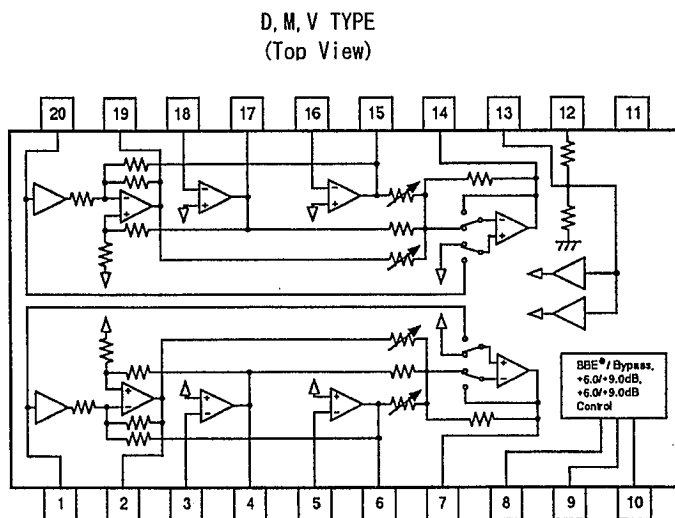 D, M, V TYPE
(Top View)
20 19 18 17 16 15 14 13 12 11
BBE® / Bypass,
+6.0/+9.0dB,
+6.0/+9.0dB
Control
1 2 3 4 5 6 7 8 9 10